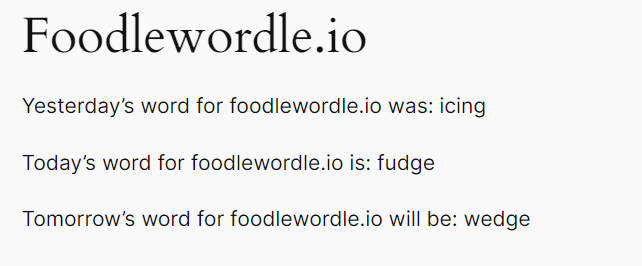 Foodlewordle.io
Yesterday’s word for foodlewordle.io was: icing
Today’s word for foodlewordle.io is: fudge
Tomorrow’s word for foodlewordle.io will be: wedge